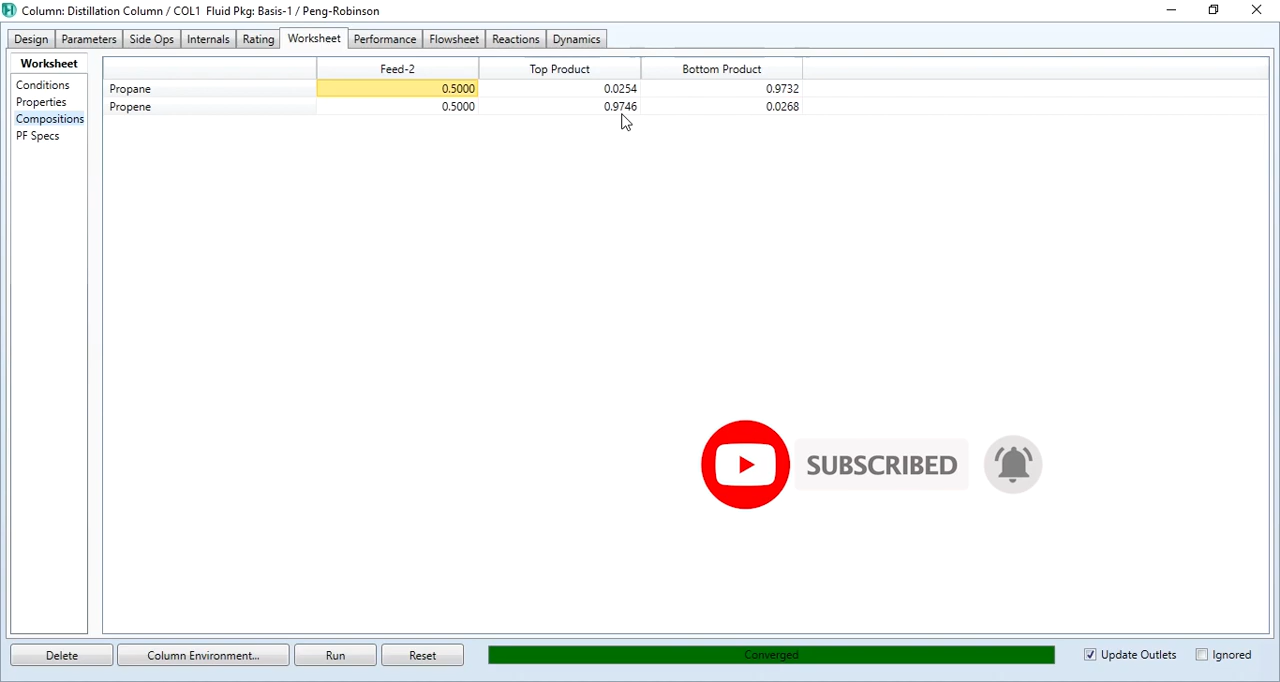 Column: Distillation Column / COL1 Fluid Pkg: Basis-1 / Peng-Robinson
Design Parameters Side Ops Internals Rating Worksheet Performance Flowsheet Reactions Dynamics
Worksheet
Conditions
Properties
Compositions
PF Specs
Feed-2 Top Product Bottom Product
Propane 0.5000 0.0254 0.9732
Propene 0.5000 0.9746 0.0268
SUBSCRIBED
Delete Column Environment... Run Reset Converged Update Outlets Ignored